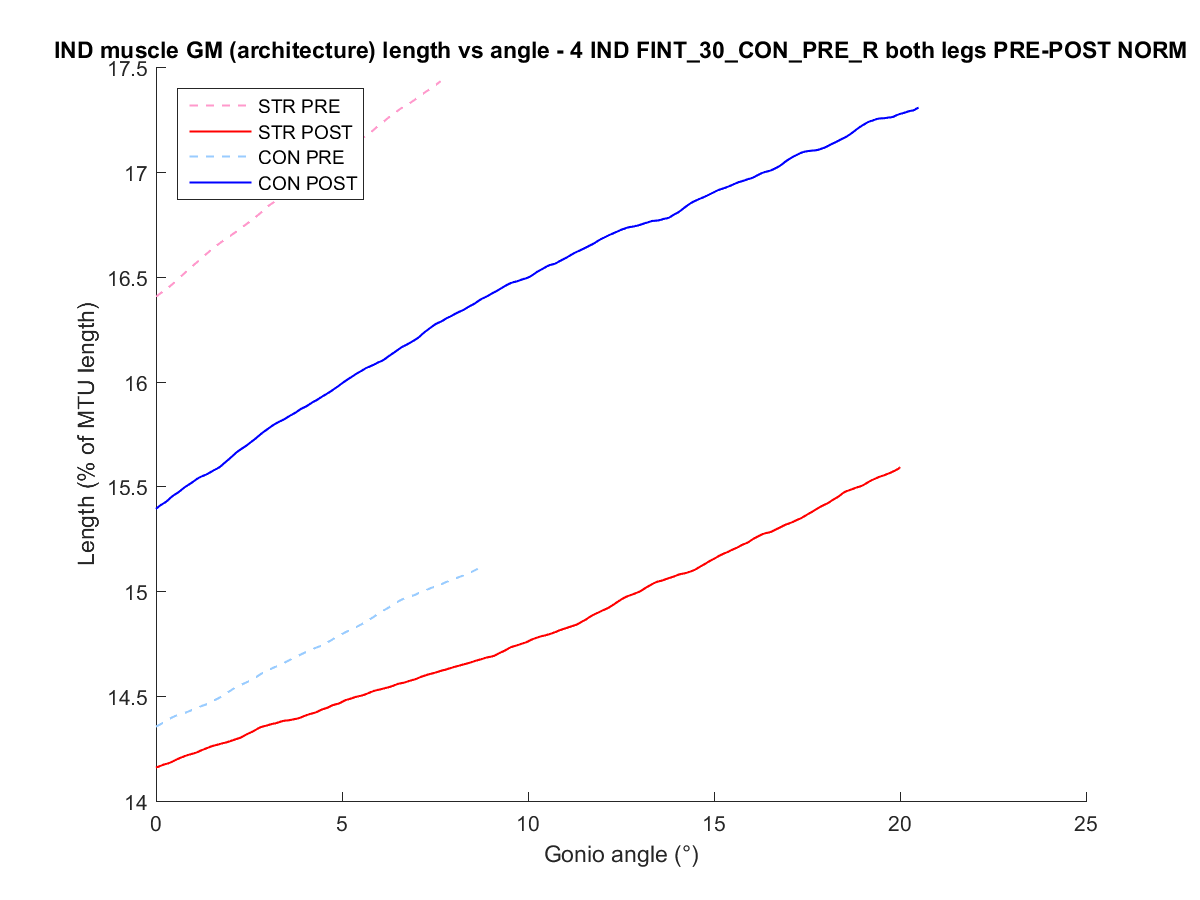 IND muscle GM (architecture) length vs angle - 4 IND FINT_30_CON_PRE_R both legs PRE-POST NORM
17.5
17
16.5
16
15.5
15
14.5
14
Length (% of MTU length)
STR PRE
STR POST
CON PRE
CON POST
0 5 10 15 20 25
Gonio angle (°)